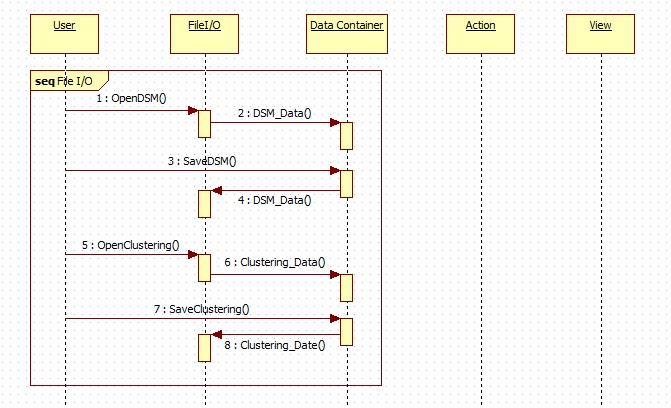 User
FileI/O
Data Container
Action
View
seq File I/O
1 : OpenDSM()
2 : DSM_Data()
3 : SaveDSM()
4 : DSM_Data()
5 : OpenClustering()
6 : Clustering_Data()
7 : SaveClustering()
8 : Clustering_Date()